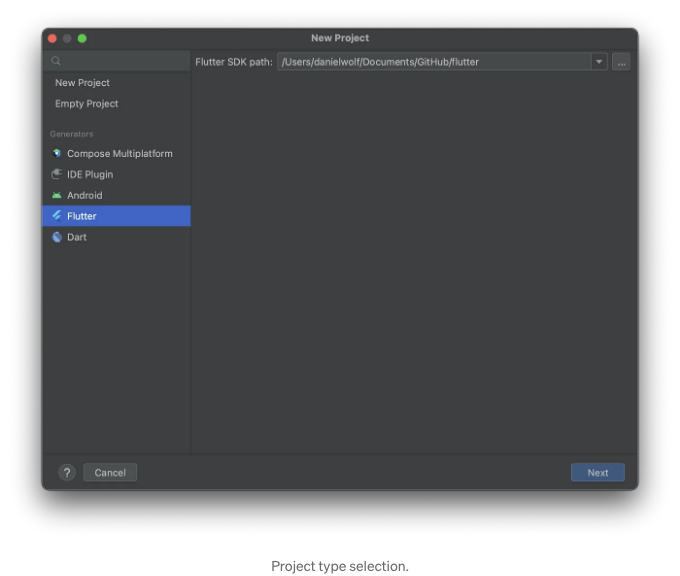 New Project
Flutter SDK path: /Users/danielwolf/Documents/GitHub/flutter ...
New Project
Empty Project
Generators
Compose Multiplatform
IDE Plugin
Android
Flutter
Dart
? Cancel Next
Project type selection.